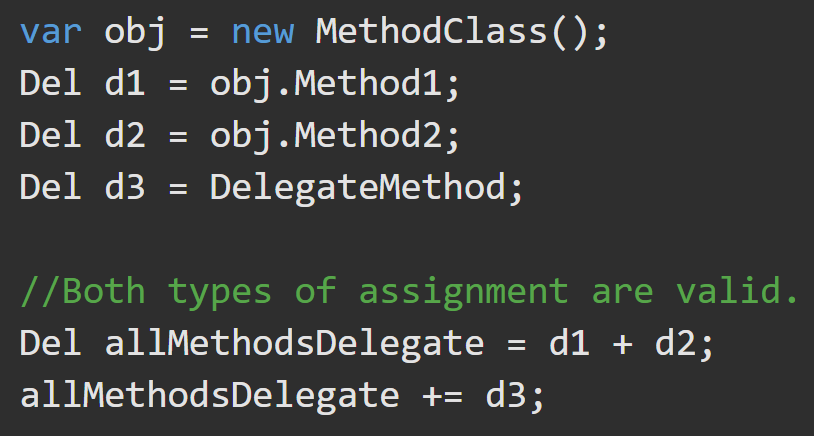 var obj = new MethodClass();
Del d1 = obj.Method1;
Del d2 = obj.Method2;
Del d3 = DelegateMethod;
//Both types of assignment are valid.
Del allMethodsDelegate = d1 + d2;
allMethodsDelegate += d3;